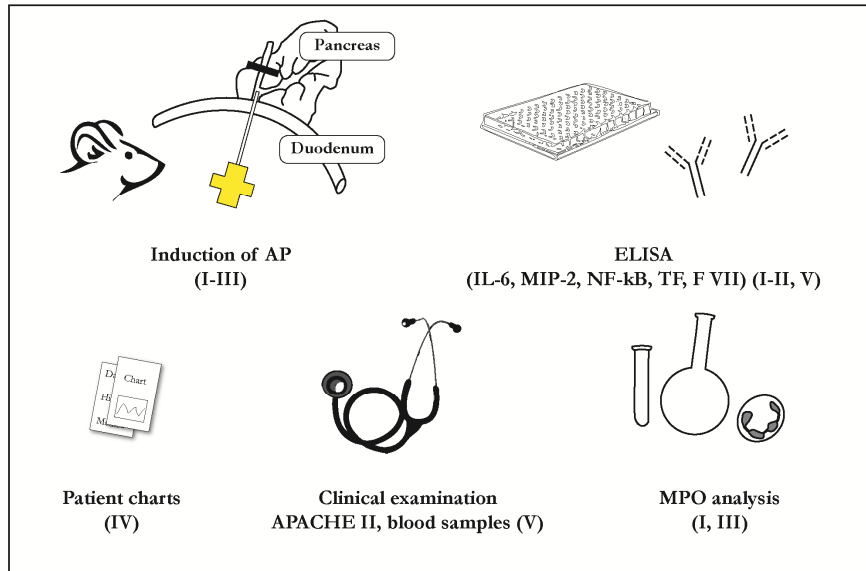 Pancreas
Duodenum
Induction of AP
(I-III)
ELISA
(IL-6, MIP-2, NF-kB, TF, F VII) (I-II, V)
Chart
Patient charts
(IV)
Clinical examination
APACHE II, blood samples (V)
MPO analysis
(I, III)